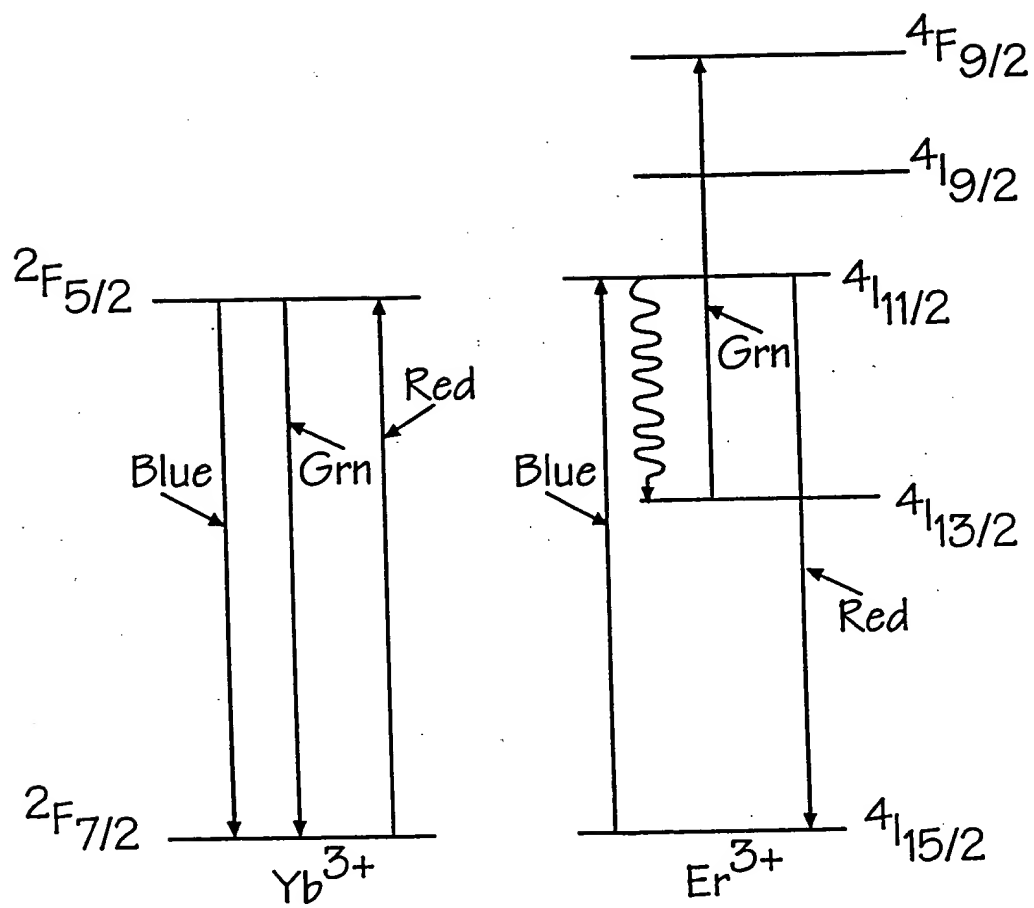 4F9/2
4I9/2
2F5/2
4I11/2
Grn
Red
Blue
Grn
Blue
4I13/2
Red
2F7/2
4I15/2
Yb3+
Er3+